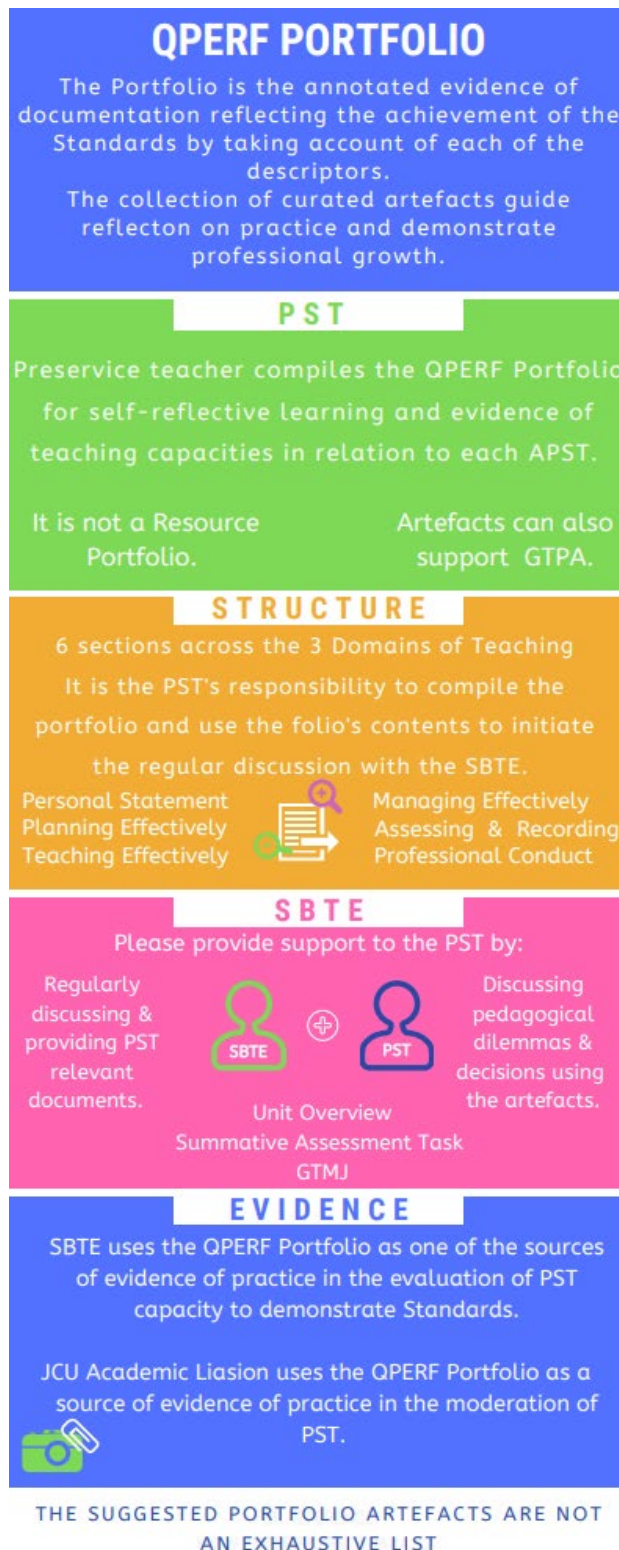 QPERF PORTFOLIO
The Portfolio is the annotated evidence of
documentation reflecting the achievement of the
Standards by taking account of each of the
descriptors.
The collection of curated artefacts guide
reflecton on practice and demonstrate
professional growth.
PST
Preservice teacher compiles the QPERF Portfolio
for self-reflective learning and evidence of
teaching capacities in relation to each APST.
It is not a Resource
Portfolio.
Artefacts can also
support GTPA.
STRUCTURE
6 sections across the 3 Domains of Teaching
It is the PST's responsibility to compile the
portfolio and use the folio's contents to initiate
the regular discussion with the SBTE.
Personal Statement
Planning Effectively
Teaching Effectively
Managing Effectively
Assessing & Recording
Professional Conduct
SBTE
Please provide support to the PST by:
Regularly
discussing &
providing PST
relevant
documents.
SBTE
PST
Discussing
pedagogical
dilemmas &
decisions using
the artefacts.
Unit Overview
Summative Assessment Task
GTMJ
EVIDENCE
SBTE uses the QPERF Portfolio as one of the sources
of evidence of practice in the evaluation of PST
capacity to demonstrate Standards.
JCU Academic Liasion uses the QPERF Portfolio as a
source of evidence of practice in the moderation of
PST.
THE SUGGESTED PORTFOLIO ARTEFACTS ARE NOT
AN EXHAUSTIVE LIST